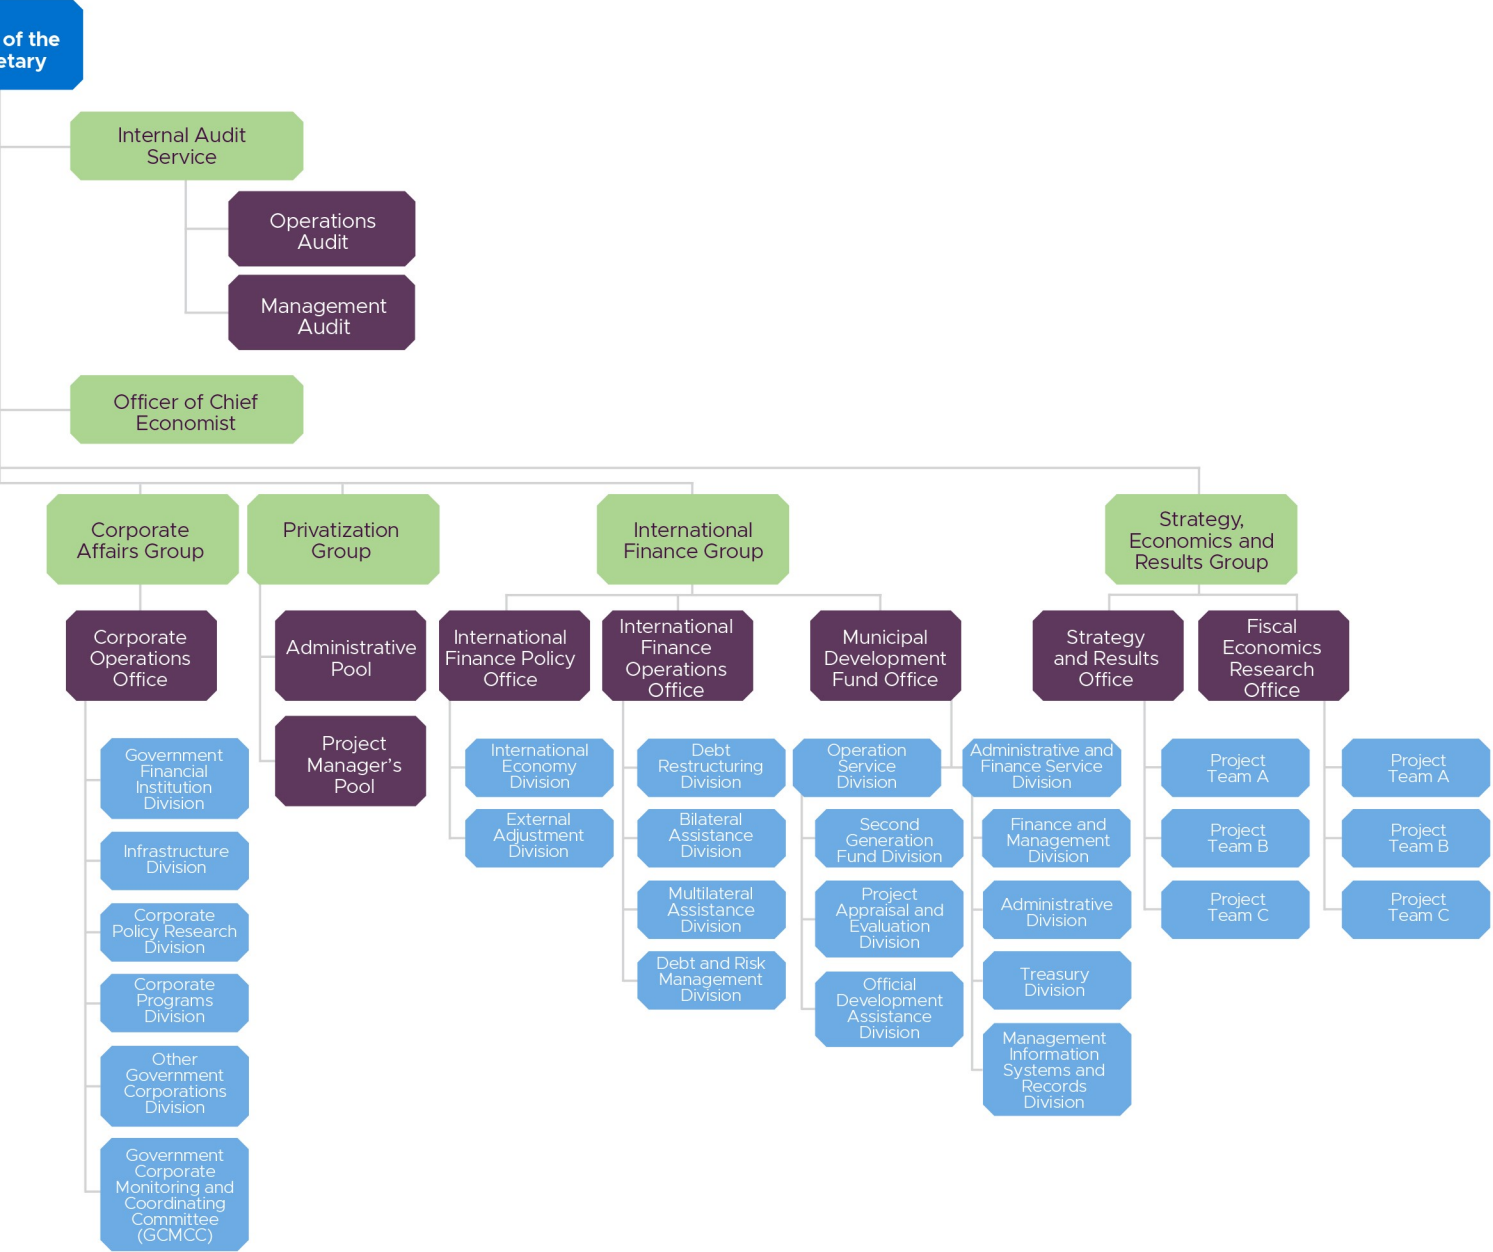 of the
etary
Internal Audit
Service
Operations
Audit
Management
Audit
Officer of Chief
Economist
Corporate
Affairs Group
Privatization
Group
International
Finance Group
Strategy,
Economics and
Results Group
Corporate
Operations
Office
Administrative
Pool
Project
Manager's
Pool
International
Finance Policy
Office
International
Finance
Operations
Office
Municipal
Development
Fund Office
Strategy
and Results
Office
Fiscal
Economics
Research
Office
Government
Financial
Institution
Division
Infrastructure
Division
Corporate
Policy Research
Division
Corporate
Programs
Division
Other
Government
Corporations
Division
Government
Corporate
Monitoring and
Coordinating
Committee
(GCMCC)
International
Economy
Division
External
Adjustment
Division
Debt
Restructuring
Division
Bilateral
Assistance
Division
Multilateral
Assistance
Division
Debt and Risk
Management
Division
Operation
Service
Division
Second
Generation
Fund Division
Project
Appraisal and
Evaluation
Division
Official
Development
Assistance
Division
Administrative and
Finance Service
Division
Finance and
Management
Division
Administrative
Division
Treasury
Division
Management
Information
Systems and
Records
Division
Project
Team A
Project
Team B
Project
Team C
Project
Team A
Project
Team B
Project
Team C